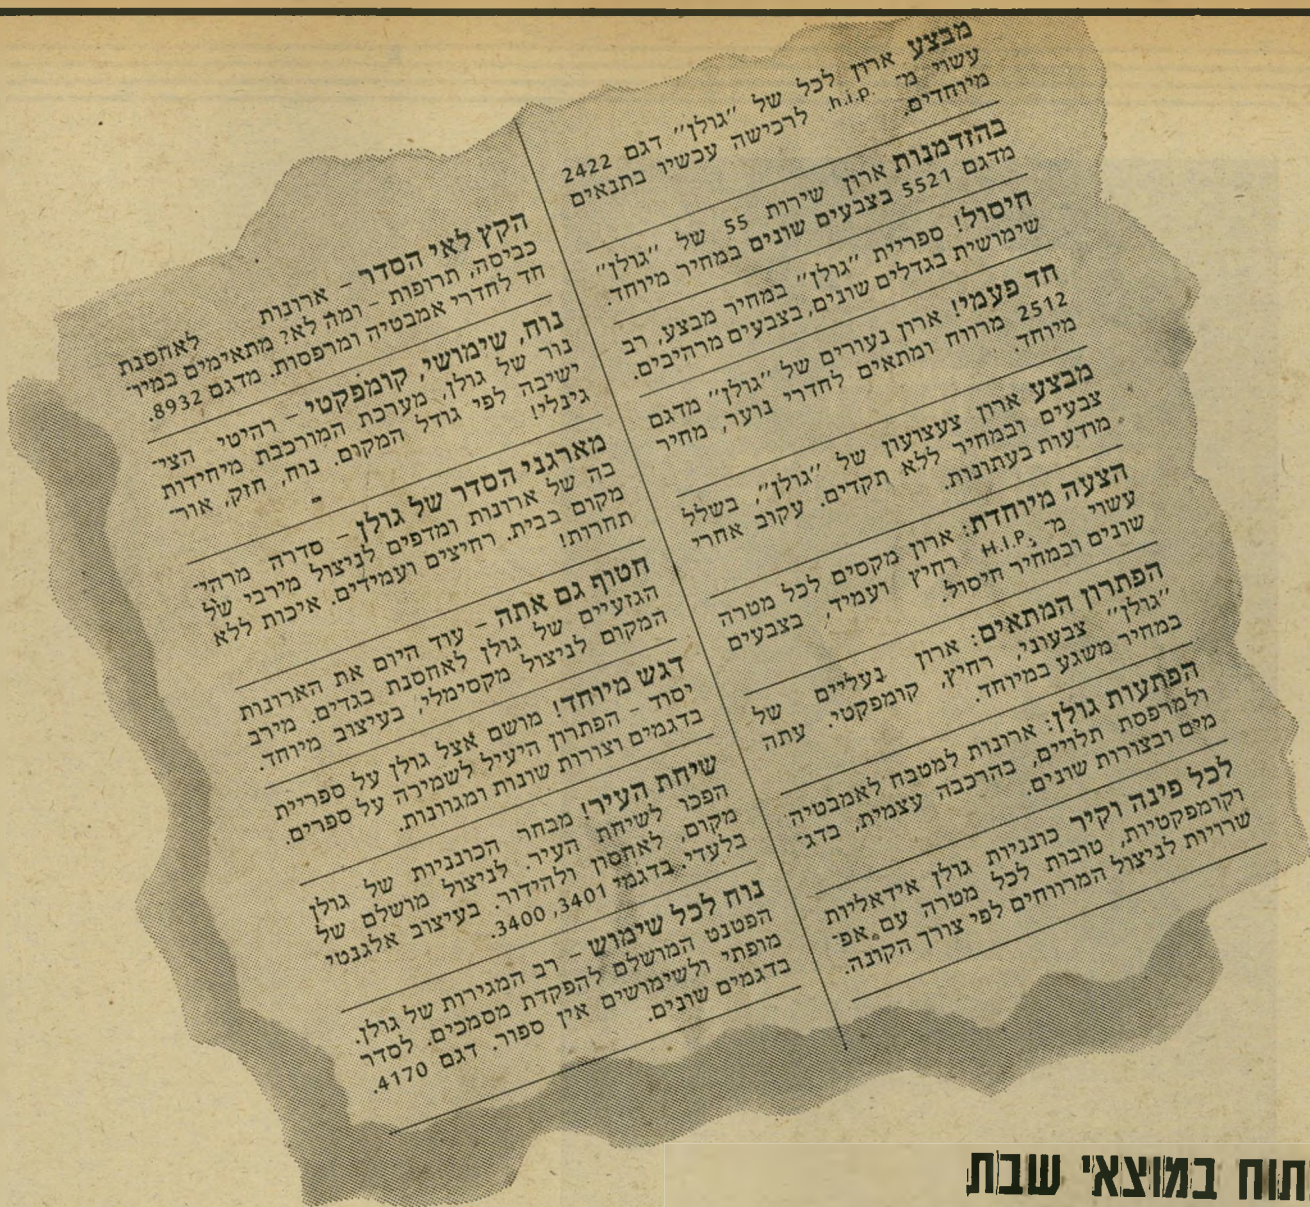 מבצע ארון לכל של "גולן" דגם 2422
עשוי מ־ h.i.p. לרכישה עכשיו בתנאים
מיוחדים.
בהזדמנות ארון שירות 55 של "גולן"
מדגם 5521 בצבעים שונים במחיר מיוחד.
חיסול! ספריית "גולן" במחיר מבצע, רב
שימושית בגדלים שונים, בצבעים מרהיבים.
חד פעמי! ארון נעורים של "גולן" מדגם
2512 מרווח ומתאים לחדרי נוער, מחיר
מיוחד.
מבצע ארון צעצועון של "גולן", בשלל
צבעים ובמחיר ללא תקדים. עקוב אחרי
מודעות בעתונות.
הצעה מיוחדת: ארון מקסים לכל מטרה
עשוי מ־ H.I.P. רחיץ ועמיד, בצבעים
שונים ובמחיר חיסול.
הפתרון המתאים: ארון נעליים של
"גולן" צבעוני, רחיץ, קומפקטי. עתה
במחיר משגע במיוחד.
הפתעות גולן: ארונות למטבח לאמבטיה
ולמרפסת תלויים, בהרכבה עצמית, בדג־
מים ובצורות שונים.
לכל פינה וקיר כונניות גולן אידאליות
וקומפקטיות, טובות לכל מטרה עם אפ־
שרויות לניצול המרווחים לפי צורך הקונה.
הקץ לאי הסדר – ארונות לאחסנת
כביסה, תרופות – ומה לא? מתאימים במיו־
חד לחדרי אמבטיה ומרפסות. מדגם 8932.
נוח, שימושי, קומפקטי – רהיטי הצי־
נור של גולן, מערכת המורכבת מיחידות
ישיבה לפי גודל המקום. נוח, חזק, אור־
גינלי!
מארגני הסדר של גולן – סדרה מרהי־
בה של ארונות ומדפים לניצול מירבי של
מקום בבית. רחיצים ועמידים. איכות ללא
תחרות!
חטוף גם אתה – עוד היום את הארונות
הגזעיים של גולן לאחסנת בגדים. מירב
המקום לניצול מקסימלי, בעיצוב מיוחד.
דגש מיוחד! מושם אצל גולן על ספריית
יסוד – הפתרון היעיל לשמירה על ספרים.
בדגמים וצורות שונות ומגוונות.
שיחת העיר! מבחר הכונניות של גולן
הפכו לשיחת העיר. לניצול מושלם של
מקום, לאחסון ולהידור. בעיצוב אלגנטי
בלעדי. בדגמי 3401, 3400.
נוח לכל שימוש – רב המגירות של גולן.
הפטנט המושלם להפקדת מסמכים. לסדר
מופתי ולשימושים אין ספור. דגם 4170.
בדגמים שונים.
במוצאי שבת